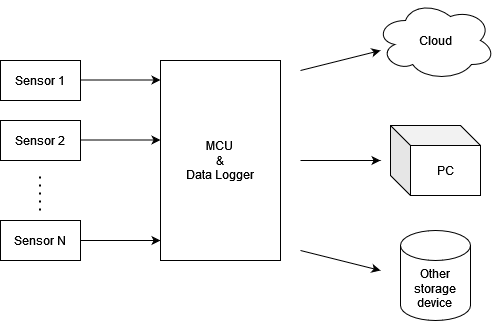 Sensor 1
Sensor 2
Sensor N
MCU
&
Data Logger
Cloud
PC
Other
storage
device